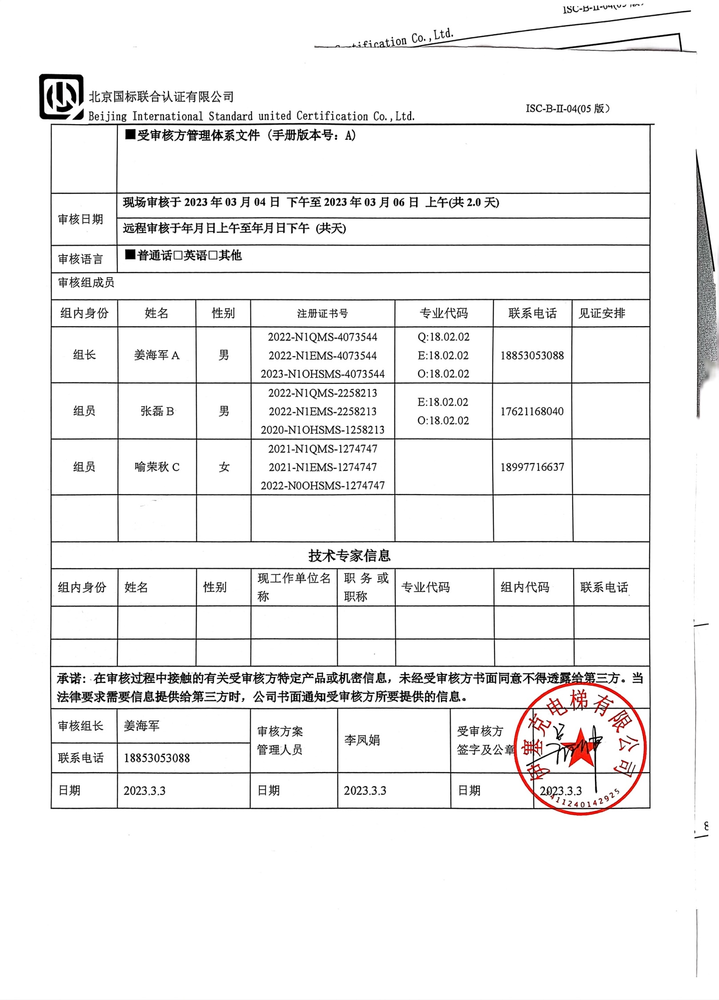 ISC-B-II-04(05 版)
Certification Co.,Ltd.
北京国标联合认证有限公司
Beijing International Standard united Certification Co.,Ltd.
ISC-B-II-04(05 版)
■受审核方管理体系文件（手册版本号：A）
审核日期
现场审核于 2023 年 03 月 04 日 下午至 2023 年 03 月 06 日 上午(共 2.0 天)
远程审核于年月日上午至年月日下午 (共天)
审核语言
■普通话□英语□其他
审核组成员
组内身份 姓名 性别 注册证书号 专业代码 联系电话 见证安排
组长 姜海军 A 男 18853053088
2022-N1QMS-4073544 Q:18.02.02
2022-N1EMS-4073544 E:18.02.02
2023-N1OHSMS-4073544 O:18.02.02
组员 张磊 B 男 17621168040
2022-N1QMS-2258213
2022-N1EMS-2258213
2020-N1OHSMS-1258213
E:18.02.02
O:18.02.02
组员 喻荣秋 C 女 18997716637
2021-N1QMS-1274747
2021-N1EMS-1274747
2022-N0OHSMS-1274747
技术专家信息
组内身份 姓名 性别 现工作单位名
称
职 务 或
职称
专业代码 组内代码 联系电话
承诺：在审核过程中接触的有关受审核方特定产品或机密信息，未经受审核方书面同意不得透露给第三方。当
法律要求需要信息提供给第三方时，公司书面通知受审核方所要提供的信息。
审核组长 姜海军
联系电话 18853053088
审核方案
管理人员
李凤娟
受审核方
签字及公章
塞克电梯有限公司
日期 2023.3.3 日期 2023.3.3 日期 2023.3.3
3411240142925
8